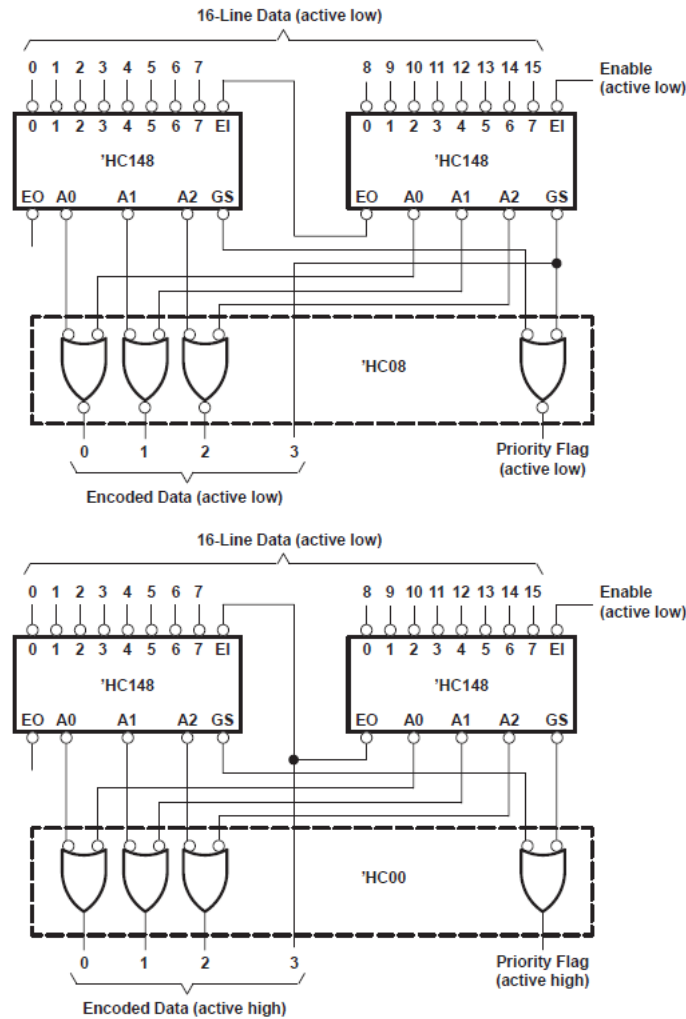 16-Line Data (active low)
0 1 2 3 4 5 6 7
8 9 10 11 12 13 14 15
Enable
(active low)
0 1 2 3 4 5 6 7 EI
0 1 2 3 4 5 6 7 EI
'HC148
'HC148
EO A0 A1 A2 GS
EO A0 A1 A2 GS
'HC08
0 1 2 3
Priority Flag
(active low)
Encoded Data (active low)
16-Line Data (active low)
0 1 2 3 4 5 6 7
8 9 10 11 12 13 14 15
Enable
(active low)
0 1 2 3 4 5 6 7 EI
0 1 2 3 4 5 6 7 EI
'HC148
'HC148
EO A0 A1 A2 GS
EO A0 A1 A2 GS
'HC00
0 1 2 3
Priority Flag
(active high)
Encoded Data (active high)